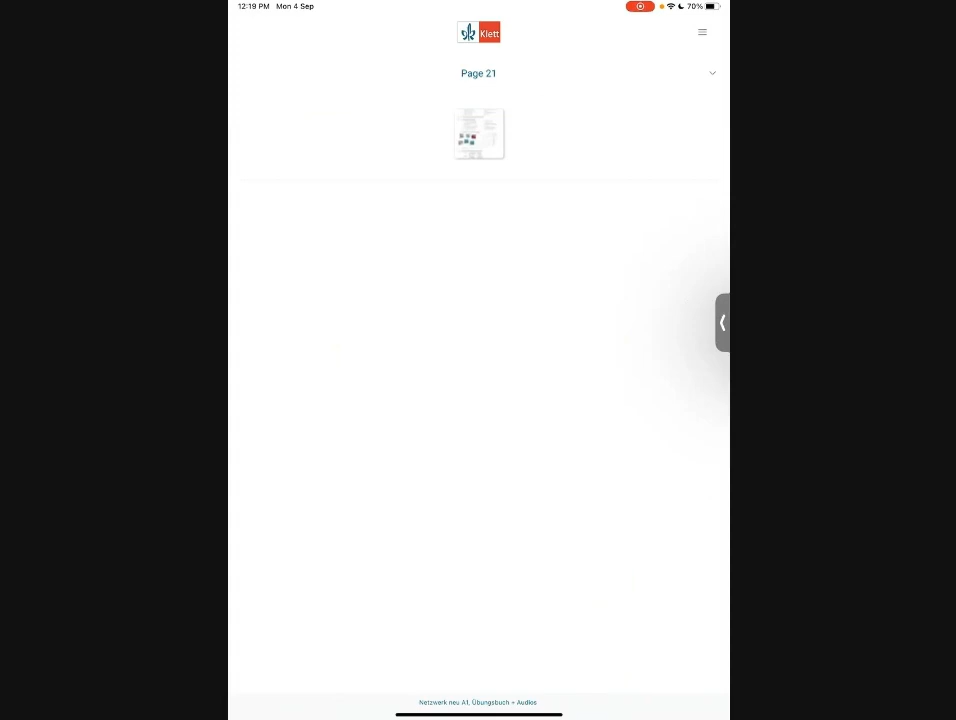 12:19 PM Mon 4 Sep
70%
Klett
Page 21
Netzwerk neu A1, Übungsbuch + Audios